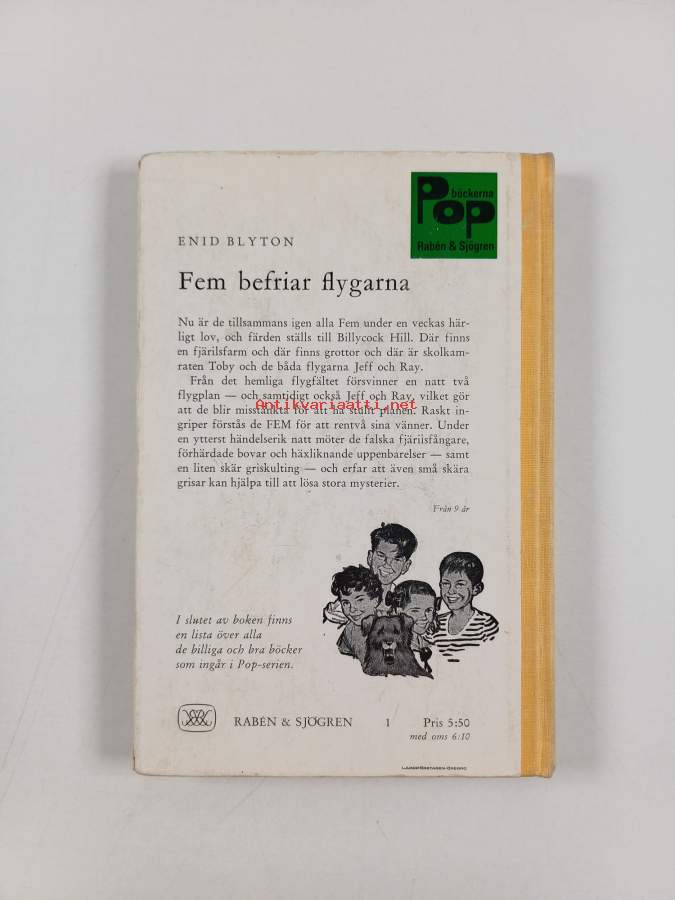 Pop böckerna
Rabén & Sjögren
ENID BLYTON
Fem befriar flygarna
Nu är de tillsammans igen alla Fem under en veckas här-
ligt lov, och färden ställs till Billycock Hill. Där finns
en fjärilsfarm och där finns grottor och där är skolkam-
raten Toby och de båda flygarna Jeff och Ray.
Från det hemliga flygfältet försvinner en natt två
flygplan — och samtidigt också Jeff och Ray, vilket gör
Antikvariaatti.net
att de blir misstänkta för att ha stulit planen. Raskt in-
griper förstås de FEM för att rentvå sina vänner. Under
en ytterst händelserik natt möter de falska fjärilsfångare,
förhärdade bovar och häxliknande uppenbarelser — samt
en liten skär griskulting — och erfar att även små skära
grisar kan hjälpa till att lösa stora mysterier.
Från 9 år
I slutet av boken finns
en lista över alla
de billiga och bra böcker
som ingår i Pop-serien.
RABÉN & SJÖGREN 1 Pris 5:50
med oms 6:10